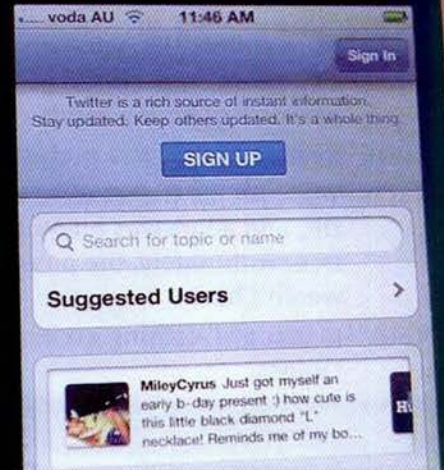 voda AU 11:46 AM
Sign In
Twitter is a rich source of instant information.
Stay updated. Keep others updated. It's a whole thing.
SIGN UP
Search for topic or name
Suggested Users
MileyCyrus Just got myself an
early b-day present :) how cute is
this little black diamond "L"
necklace! Reminds me of my bo...